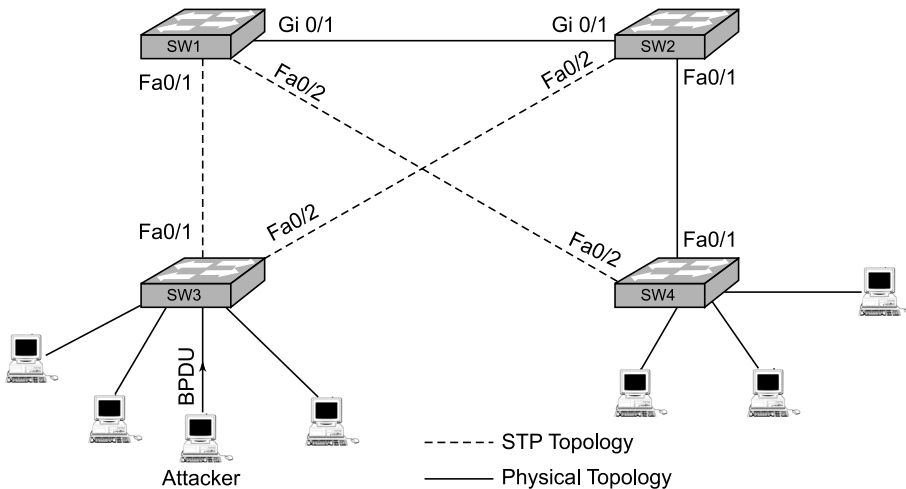 Gi 0/1
Gi 0/1
SW1
SW2
Fa0/1
Fa0/2
Fa0/2
Fa0/1
Fa0/1
Fa0/2
Fa0/2
Fa0/1
SW3
SW4
BPDU
Attacker
STP Topology
Physical Topology